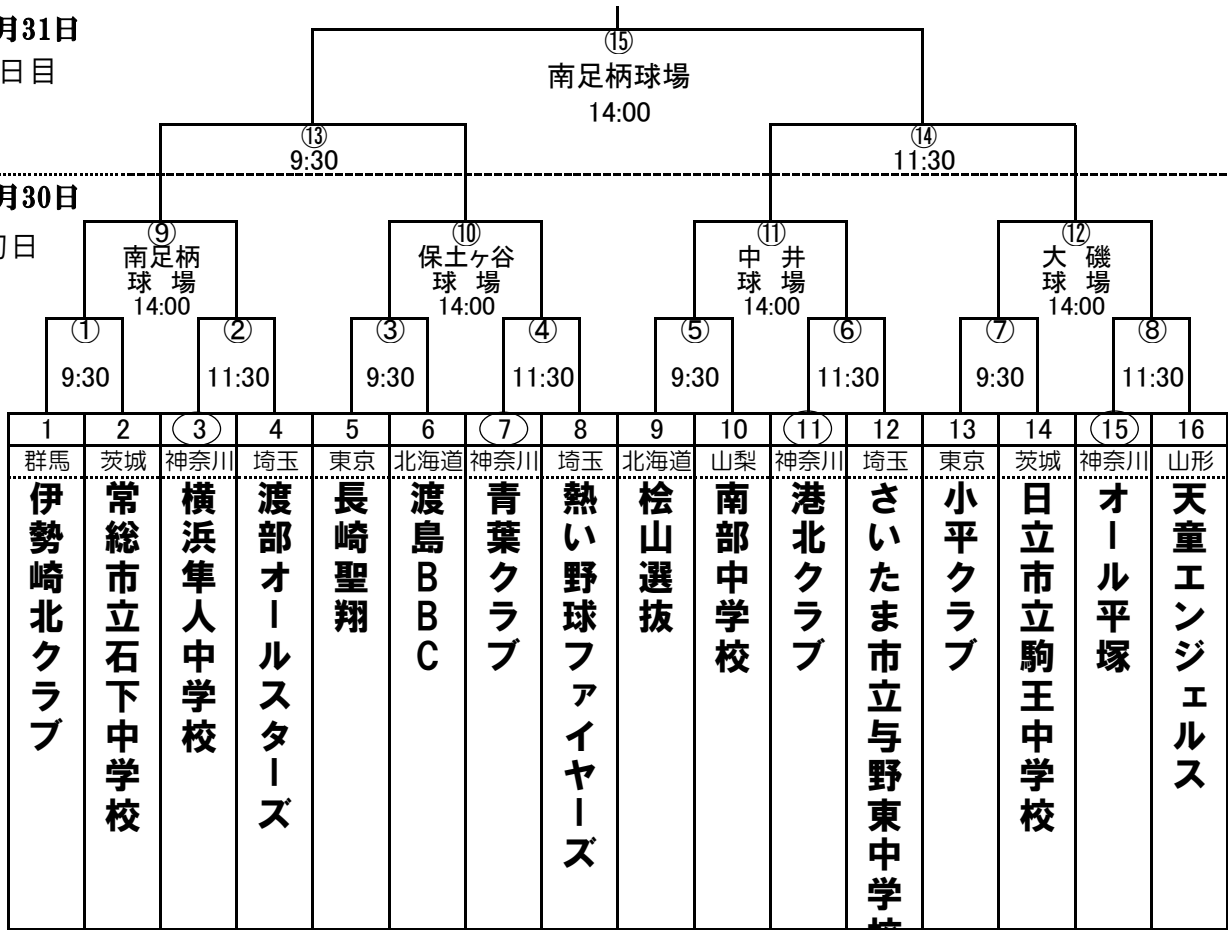 月31日
⑮
日目
南足柄球場
14:00
⑬
9:30
⑭
11:30
月30日
日
⑨
南足柄
球 場
14:00
⑩
保土ヶ谷
球 場
14:00
⑪
中 井
球 場
14:00
⑫
大 磯
球 場
14:00
① ② ③ ④ ⑤ ⑥ ⑦ ⑧
9:30 11:30 9:30 11:30 9:30 11:30 9:30 11:30
1 2 3 4 5 6 7 8 9 10 11 12 13 14 15 16
群馬 茨城 神奈川 埼玉 東京 北海道 神奈川 埼玉 北海道 山梨 神奈川 埼玉 東京 茨城 神奈川 山形
伊勢崎北クラブ
常総市立石下中学校
横浜隼人中学校
渡部オールスターズ
長崎聖翔
渡島BBC
青葉クラブ
熱い野球ファイヤーズ
桧山選抜
南部中学校
港北クラブ
さいたま市立与野東中学校
小平クラブ
日立市立駒王中学校
オール平塚
天童エンジェルス